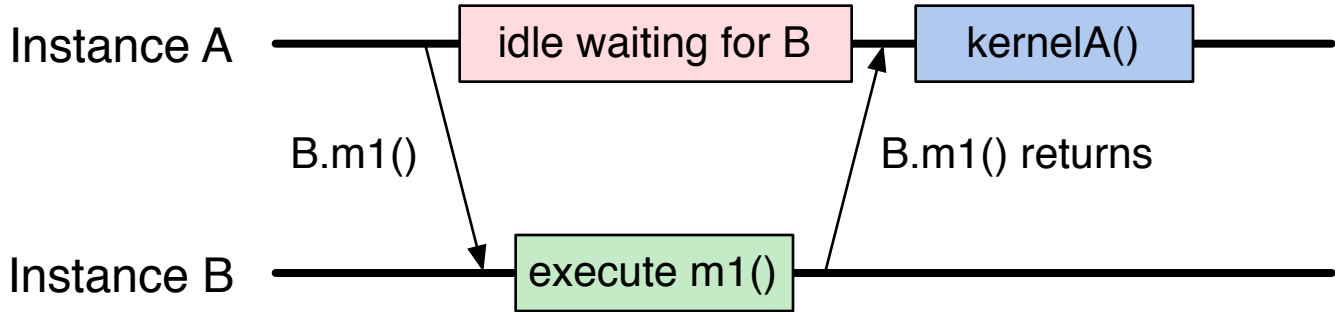 Instance A
idle waiting for B
kernelA()
B.m1()
B.m1() returns
Instance B
execute m1()